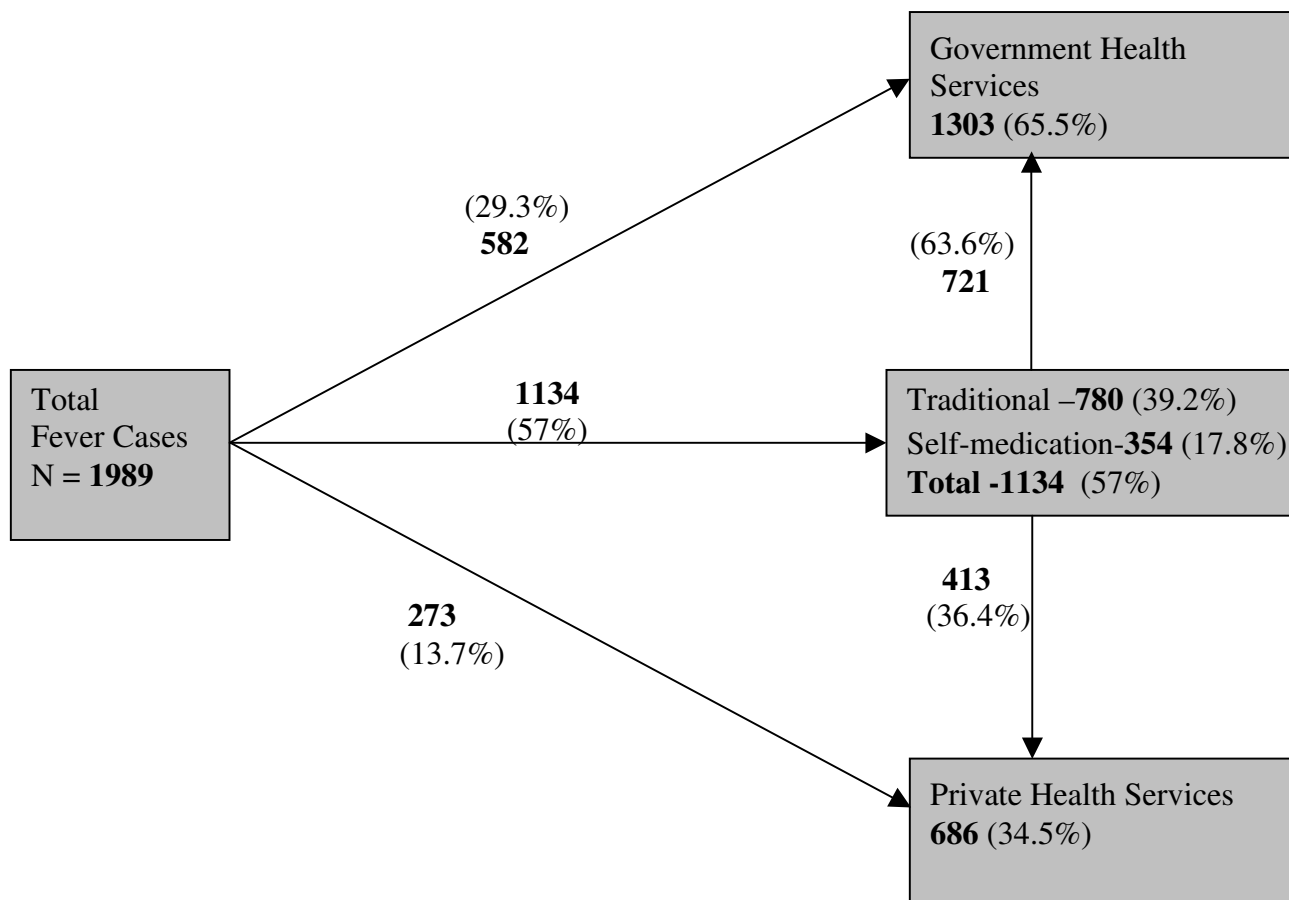 Government Health
Services
1303 (65.5%)
(29.3%)
582
(63.6%)
721
Total
Fever Cases
N = 1989
1134
(57%)
Traditional –780 (39.2%)
Self-medication-354 (17.8%)
Total -1134 (57%)
273
(13.7%)
413
(36.4%)
Private Health Services
686 (34.5%)